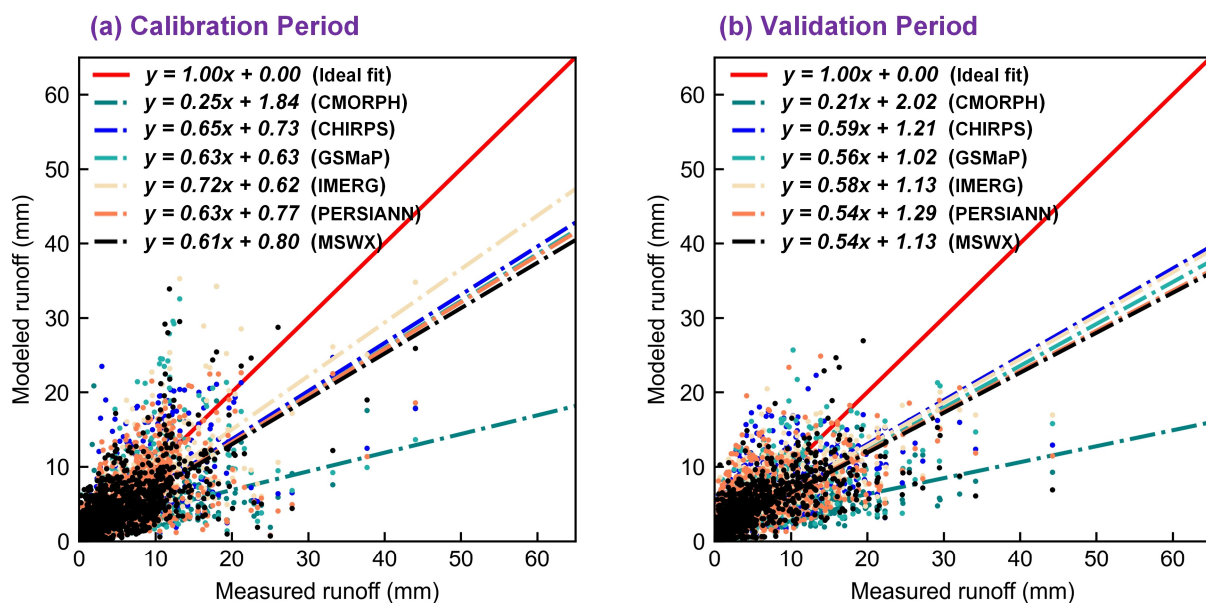 (a) Calibration Period
y = 1.00x + 0.00 (Ideal fit)
y = 0.25x + 1.84 (CMORPH)
y = 0.65x + 0.73 (CHIRPS)
y = 0.63x + 0.63 (GSMaP)
y = 0.72x + 0.62 (IMERG)
y = 0.63x + 0.77 (PERSIANN)
y = 0.61x + 0.80 (MSWX)
Modeled runoff (mm)
60
50
40
30
20
10
0
0 10 20 30 40 50 60
Measured runoff (mm)
(b) Validation Period
y = 1.00x + 0.00 (Ideal fit)
y = 0.21x + 2.02 (CMORPH)
y = 0.59x + 1.21 (CHIRPS)
y = 0.56x + 1.02 (GSMaP)
y = 0.58x + 1.13 (IMERG)
y = 0.54x + 1.29 (PERSIANN)
y = 0.54x + 1.13 (MSWX)
Modeled runoff (mm)
60
50
40
30
20
10
0
0 10 20 30 40 50 60
Measured runoff (mm)